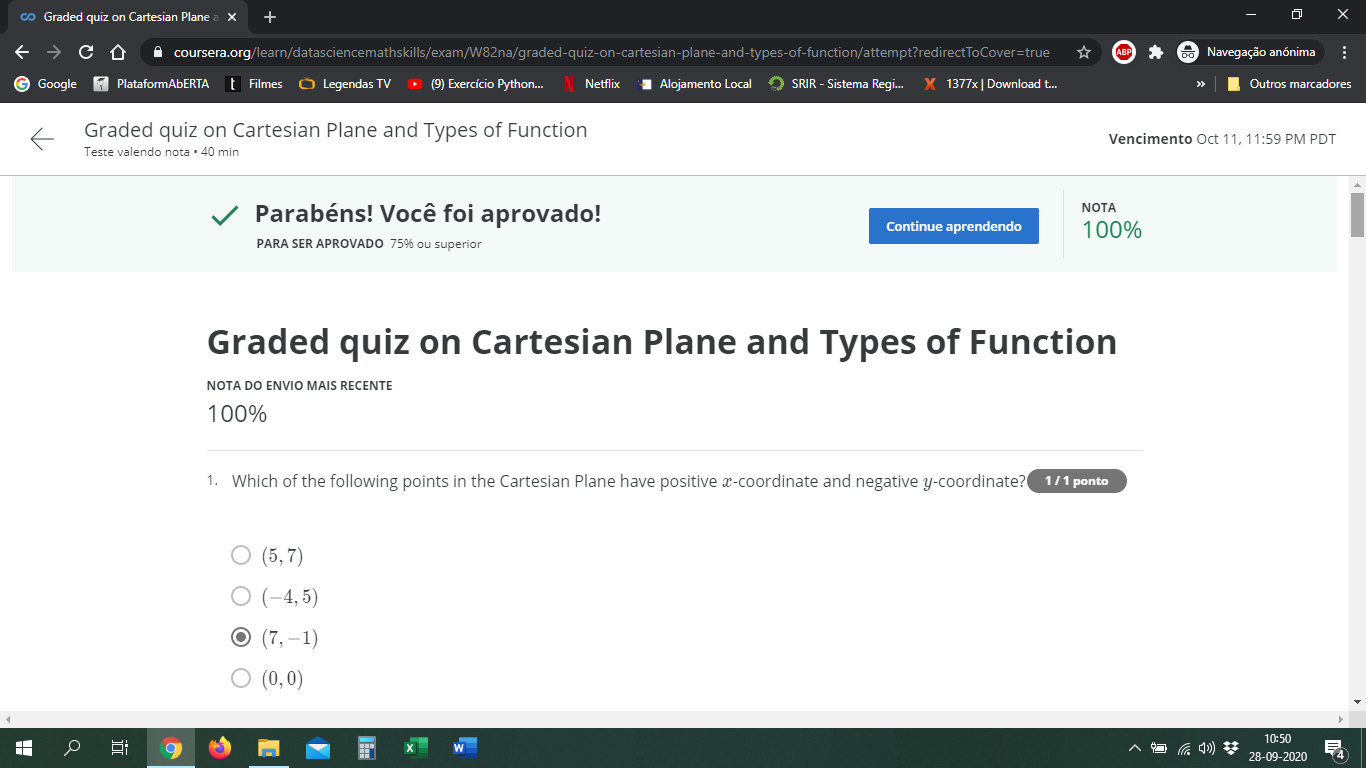 Graded quiz on Cartesian Plane a
coursera.org/learn/datasciencemathskills/exam/W82na/graded-quiz-on-cartesian-plane-and-types-of-function/attempt?redirectToCover=true
ABP
Navegação anónima
Google PlataformAbERTA Filmes Legendas TV (9) Exercício Python... Netflix Alojamento Local SRIR - Sistema Regi... 1377x | Download t... » Outros marcadores
Graded quiz on Cartesian Plane and Types of Function
Teste valendo nota • 40 min
Vencimento Oct 11, 11:59 PM PDT
Parabéns! Você foi aprovado!
PARA SER APROVADO 75% ou superior
Continue aprendendo
NOTA
100%
Graded quiz on Cartesian Plane and Types of Function
NOTA DO ENVIO MAIS RECENTE
100%
1. Which of the following points in the Cartesian Plane have positive x-coordinate and negative y-coordinate? 1 / 1 ponto
(5, 7)
(−4, 5)
(7, −1)
(0, 0)
10:50
28-09-2020
4